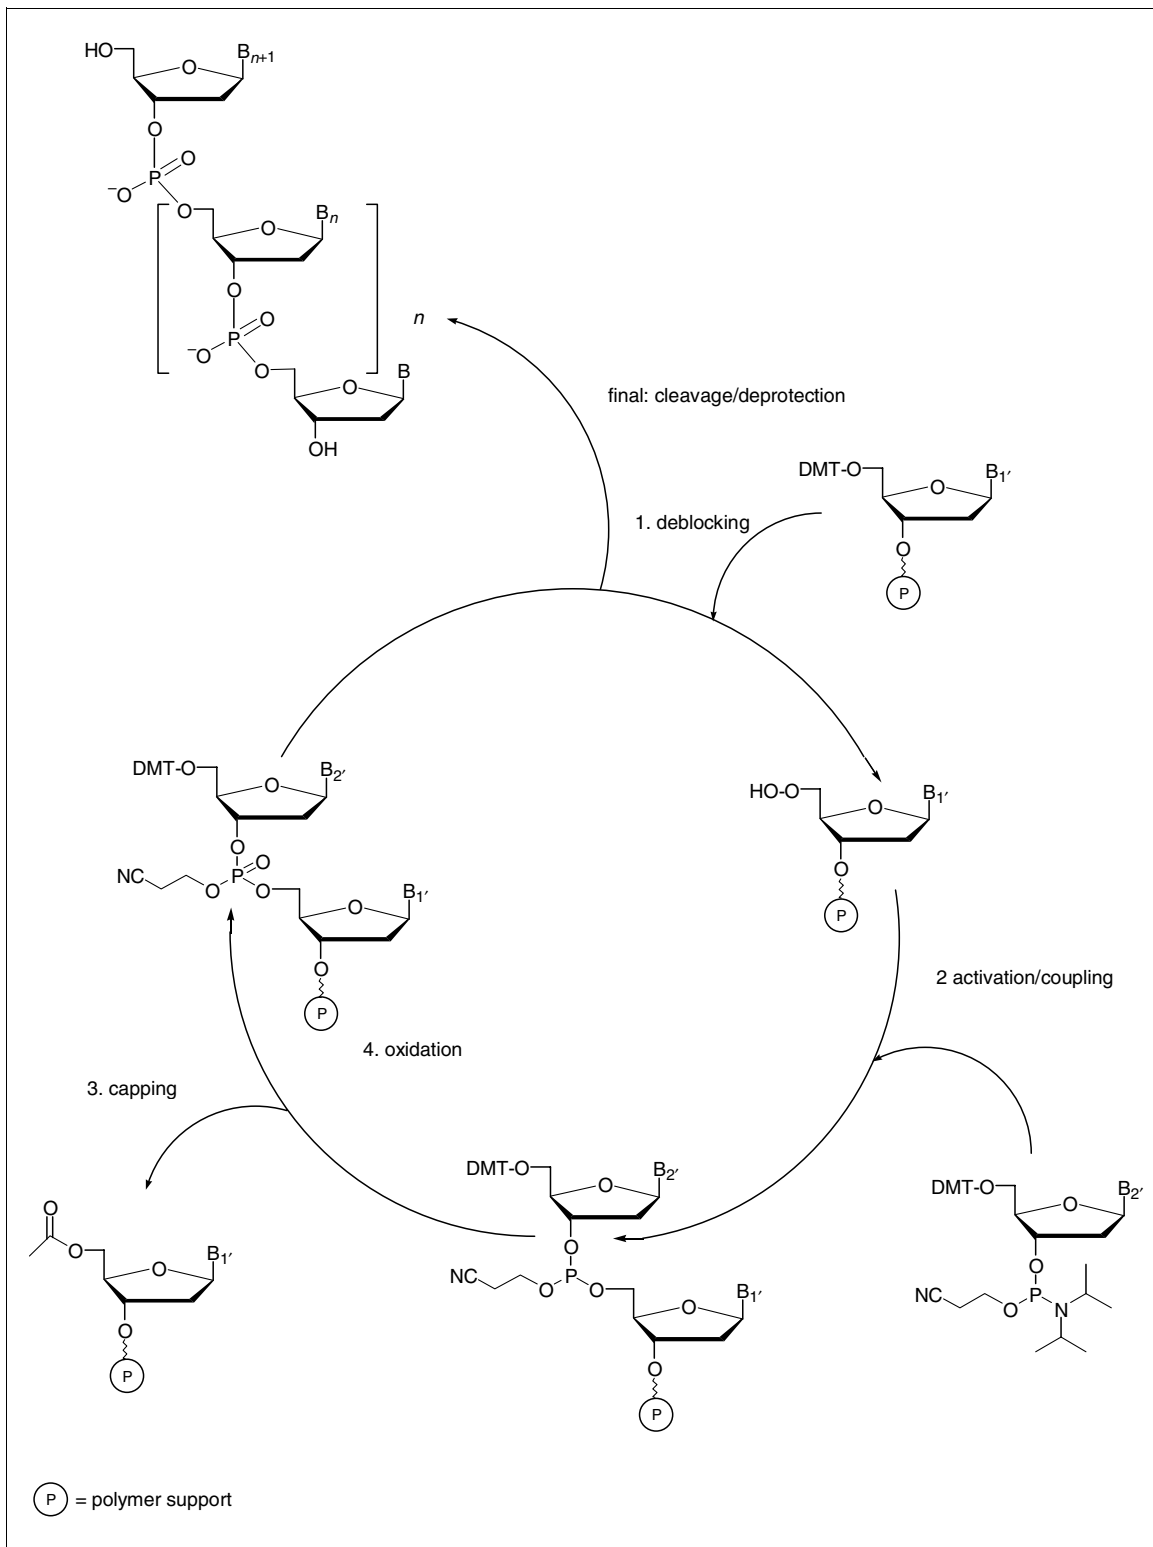 HO
B n+1
O
O
O
P
⁻O
O
B n
O
O
O
P
⁻O
n
O
B
O
OH
final: cleavage/deprotection
DMT-O
B 1′
O
1. deblocking
O
P
DMT-O
B 2′
O
HO-O
B 1′
O
O
O
NC
P
O
O
B 1′
O
O
P
O
P
2 activation/coupling
4. oxidation
3. capping
DMT-O
B 2′
O
DMT-O
B 2′
O
O
O
B 1′
O
O
O
NC
P
O
O
B 1′
O
NC
O
P
N
O
P
O
P
P = polymer support